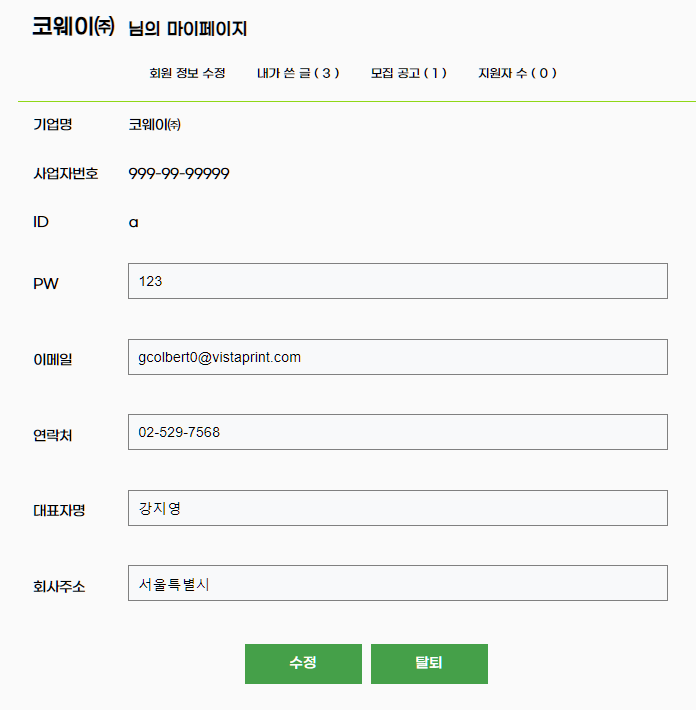 코웨이㈜ 님의 마이페이지
회원 정보 수정 내가 쓴 글 ( 3 ) 모집 공고 ( 1 ) 지원자 수 ( 0 )
기업명 코웨이㈜
사업자번호 999-99-99999
ID a
PW 123
이메일 gcolbert0@vistaprint.com
연락처 02-529-7568
대표자명 강지영
회사주소 서울특별시
수정 탈퇴